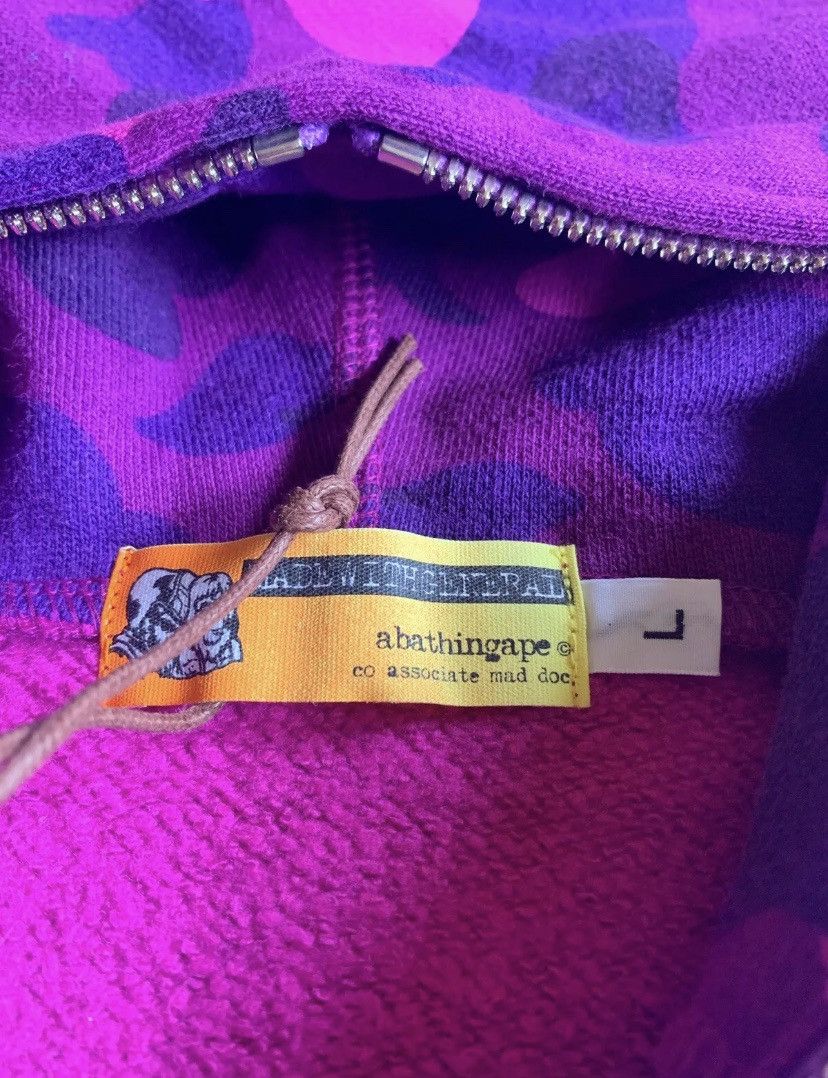 MADEWITHGENERAL
abathingape ©
co associate mad doc.
L